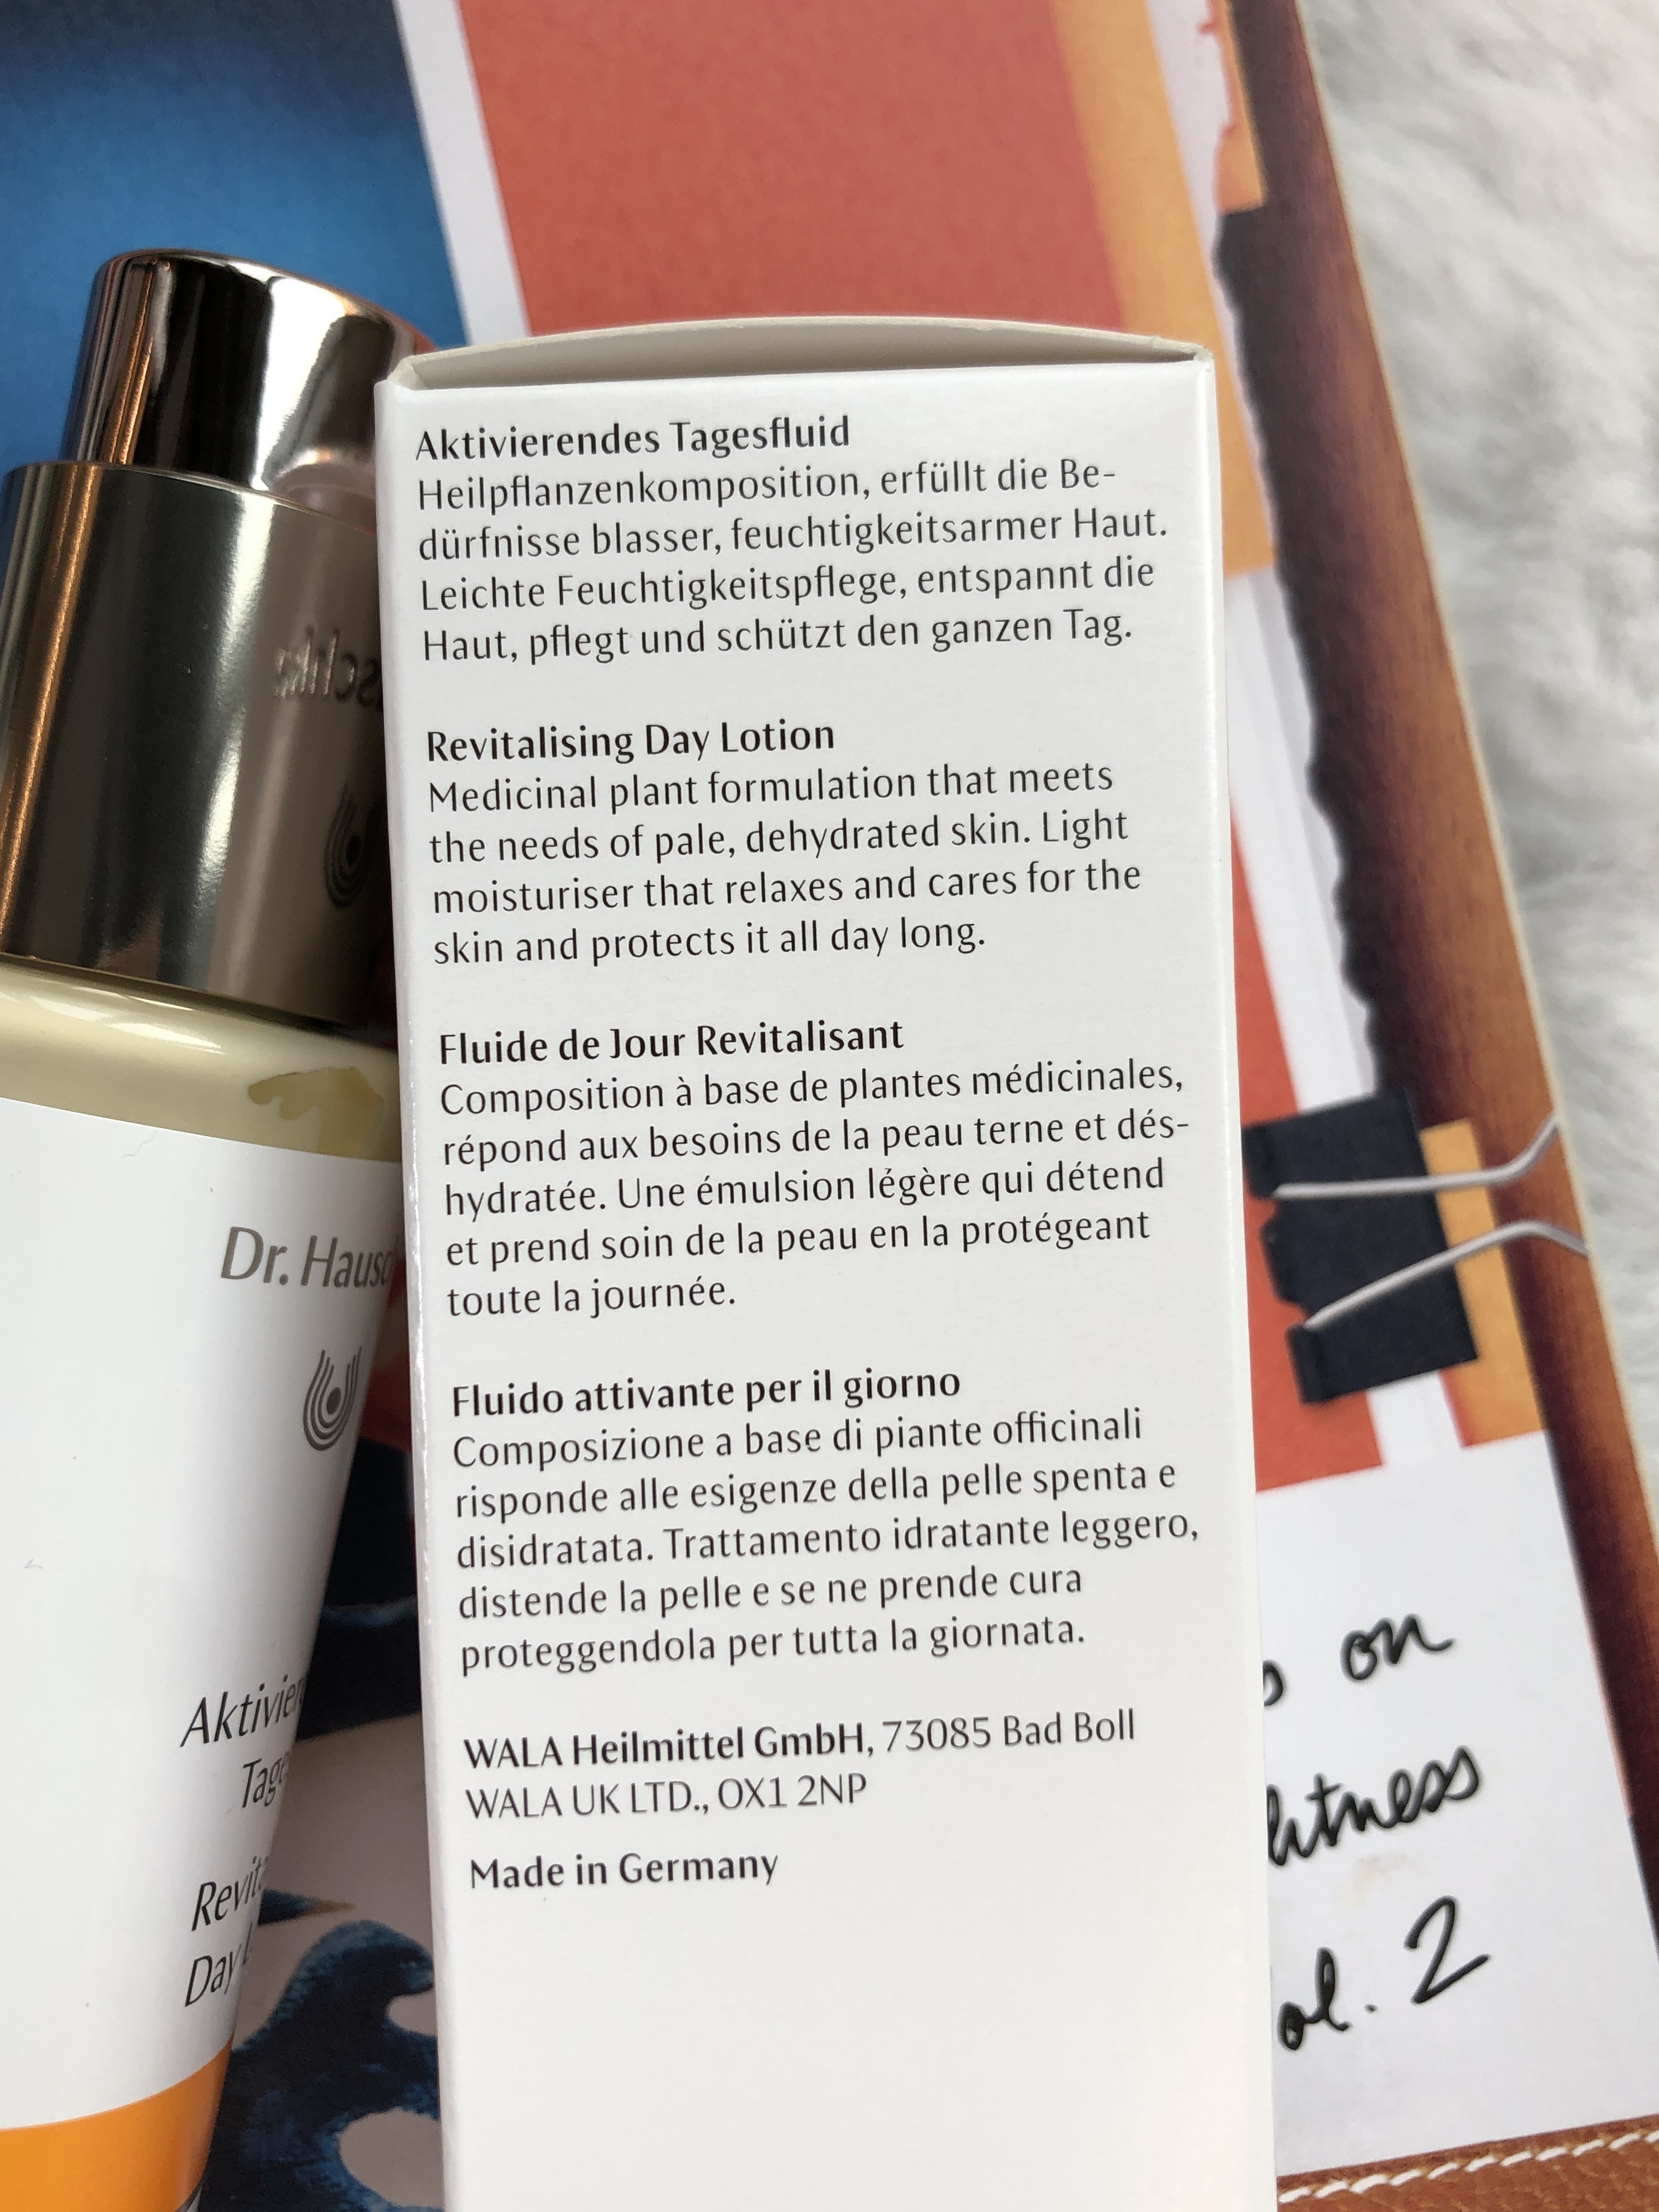 Aktivierendes Tagesfluid
Heilpflanzenkomposition, erfüllt die Be-
dürfnisse blasser, feuchtigkeitsarmer Haut.
Leichte Feuchtigkeitspflege, entspannt die
Haut, pflegt und schützt den ganzen Tag.
Revitalising Day Lotion
Medicinal plant formulation that meets
the needs of pale, dehydrated skin. Light
moisturiser that relaxes and cares for the
skin and protects it all day long.
Fluide de Jour Revitalisant
Composition à base de plantes médicinales,
répond aux besoins de la peau terne et dés-
hydratée. Une émulsion légère qui détend
et prend soin de la peau en la protégeant
toute la journée.
Fluido attivante per il giorno
Composizione a base di piante officinali
risponde alle esigenze della pelle spenta e
disidratata. Trattamento idratante leggero,
distende la pelle e se ne prende cura
proteggendola per tutta la giornata.
WALA Heilmittel GmbH, 73085 Bad Boll
WALA UK LTD., OX1 2NP
Made in Germany
Dr. Hausc
Aktivier
Tage
Revit
Day
on
2